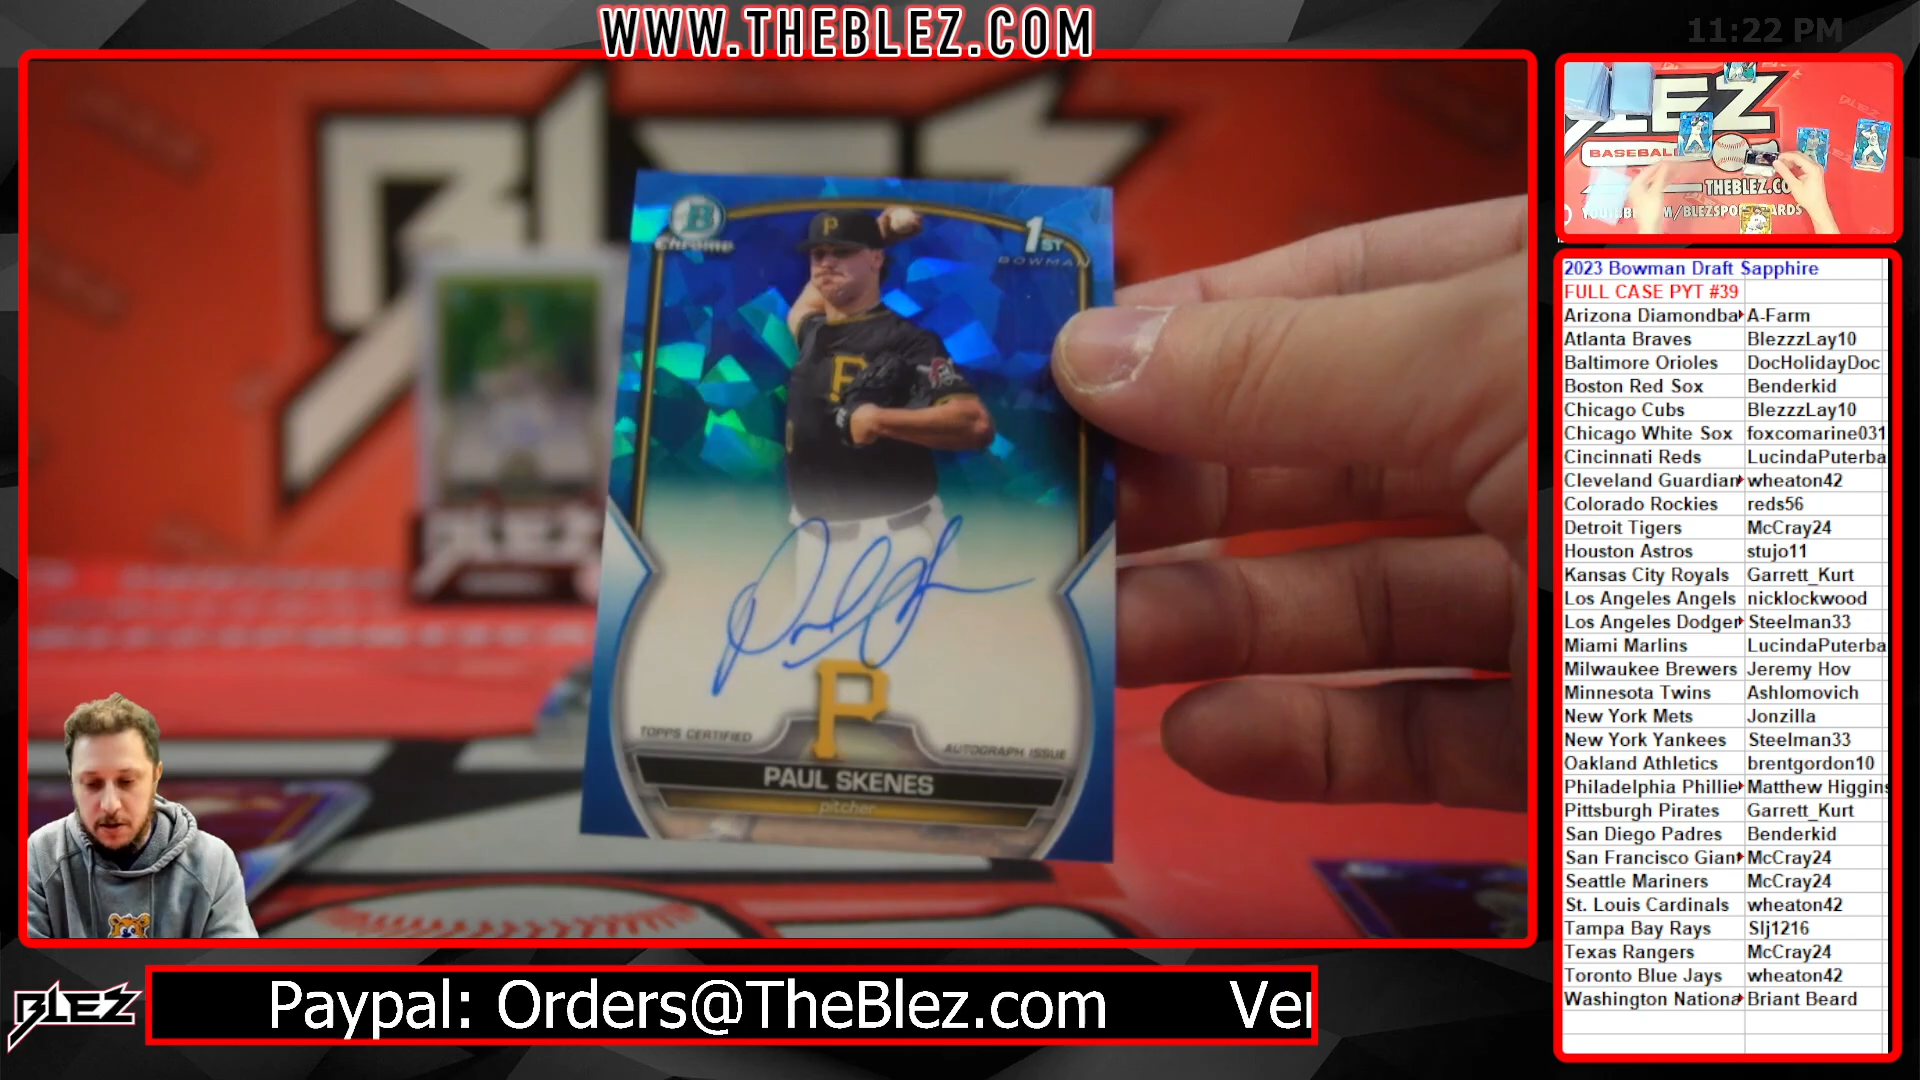 WWW.THEBLEZ.COM
11:22 PM
BLEZ
B
Chrome
1ST
BOWMAN
P
P
BLEZ
P
TOPPS CERTIFIED
AUTOGRAPH ISSUE
PAUL SKENES
pitcher
BLEZ
BASEBALL
THEBLEZ.CO
2023 Bowman Draft Sapphire
FULL CASE PYT #39
Arizona Diamondba A-Farm
Atlanta Braves BlezzzLay10
Baltimore Orioles DocHolidayDoc
Boston Red Sox Benderkid
Chicago Cubs BlezzzLay10
Chicago White Sox foxcomarine031
Cincinnati Reds LucindaPuterba
Cleveland Guardian wheaton42
Colorado Rockies reds56
Detroit Tigers McCray24
Houston Astros stujo11
Kansas City Royals Garrett_Kurt
Los Angeles Angels nicklockwood
Los Angeles Dodger Steelman33
Miami Marlins LucindaPuterba
Milwaukee Brewers Jeremy Hov
Minnesota Twins Ashlomovich
New York Mets Jonzilla
New York Yankees Steelman33
Oakland Athletics brentgordon10
Philadelphia Phillie Matthew Higgins
Pittsburgh Pirates Garrett_Kurt
San Diego Padres Benderkid
San Francisco Gian McCray24
Seattle Mariners McCray24
St. Louis Cardinals wheaton42
Tampa Bay Rays Slj1216
Texas Rangers McCray24
Toronto Blue Jays wheaton42
Washington Nationa Briant Beard
BLEZ
Paypal: Orders@TheBlez.com Ver